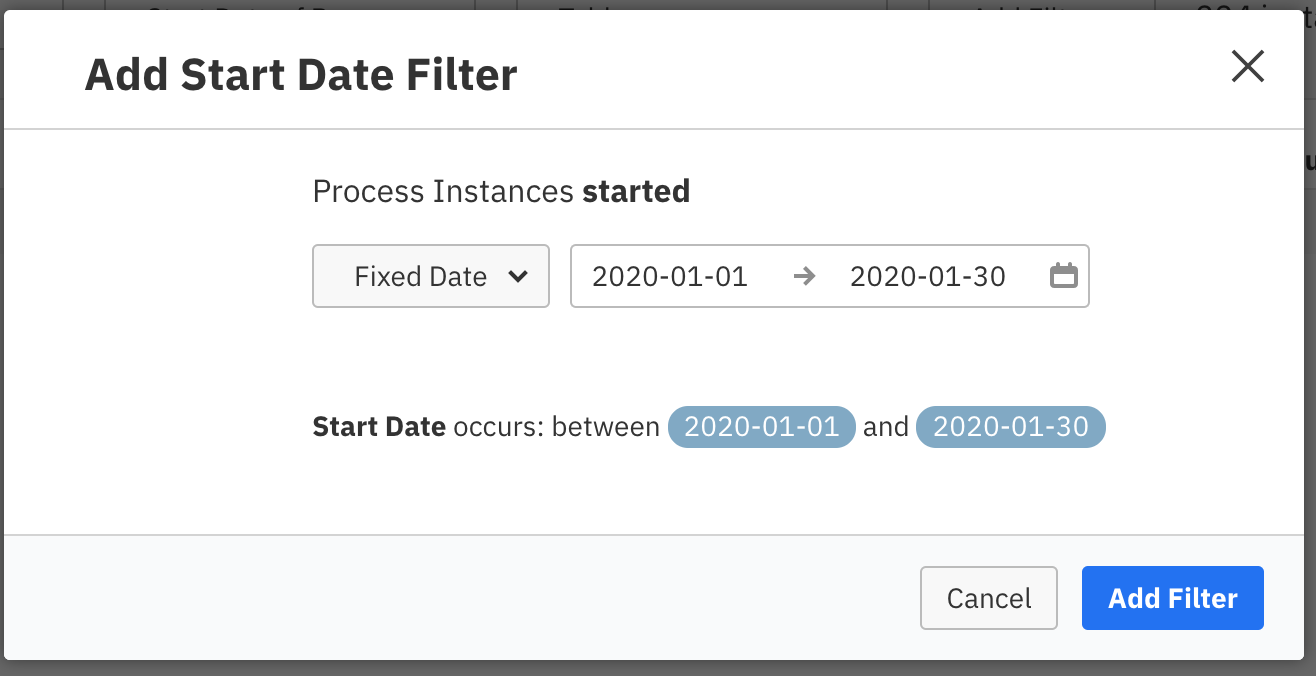 Add Start Date Filter
Process Instances started
Fixed Date 2020-01-01 → 2020-01-30
Start Date occurs: between 2020-01-01 and 2020-01-30
Cancel Add Filter